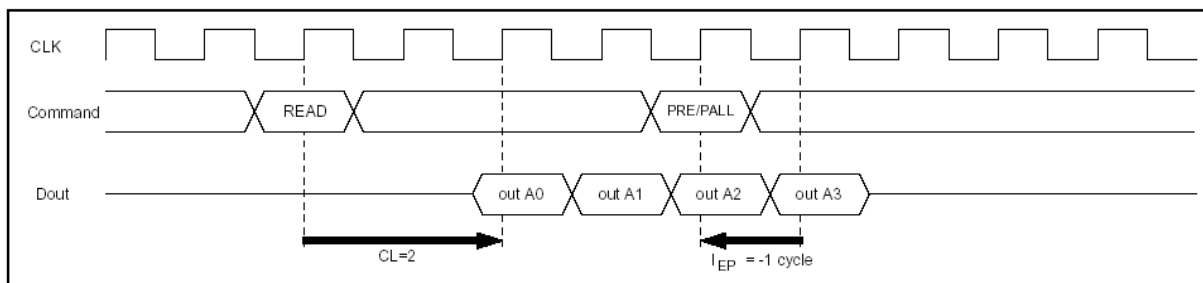 CLK
Command
READ
PRE/PALL
Dout
out A0
out A1
out A2
out A3
CL=2
lEP = -1 cycle